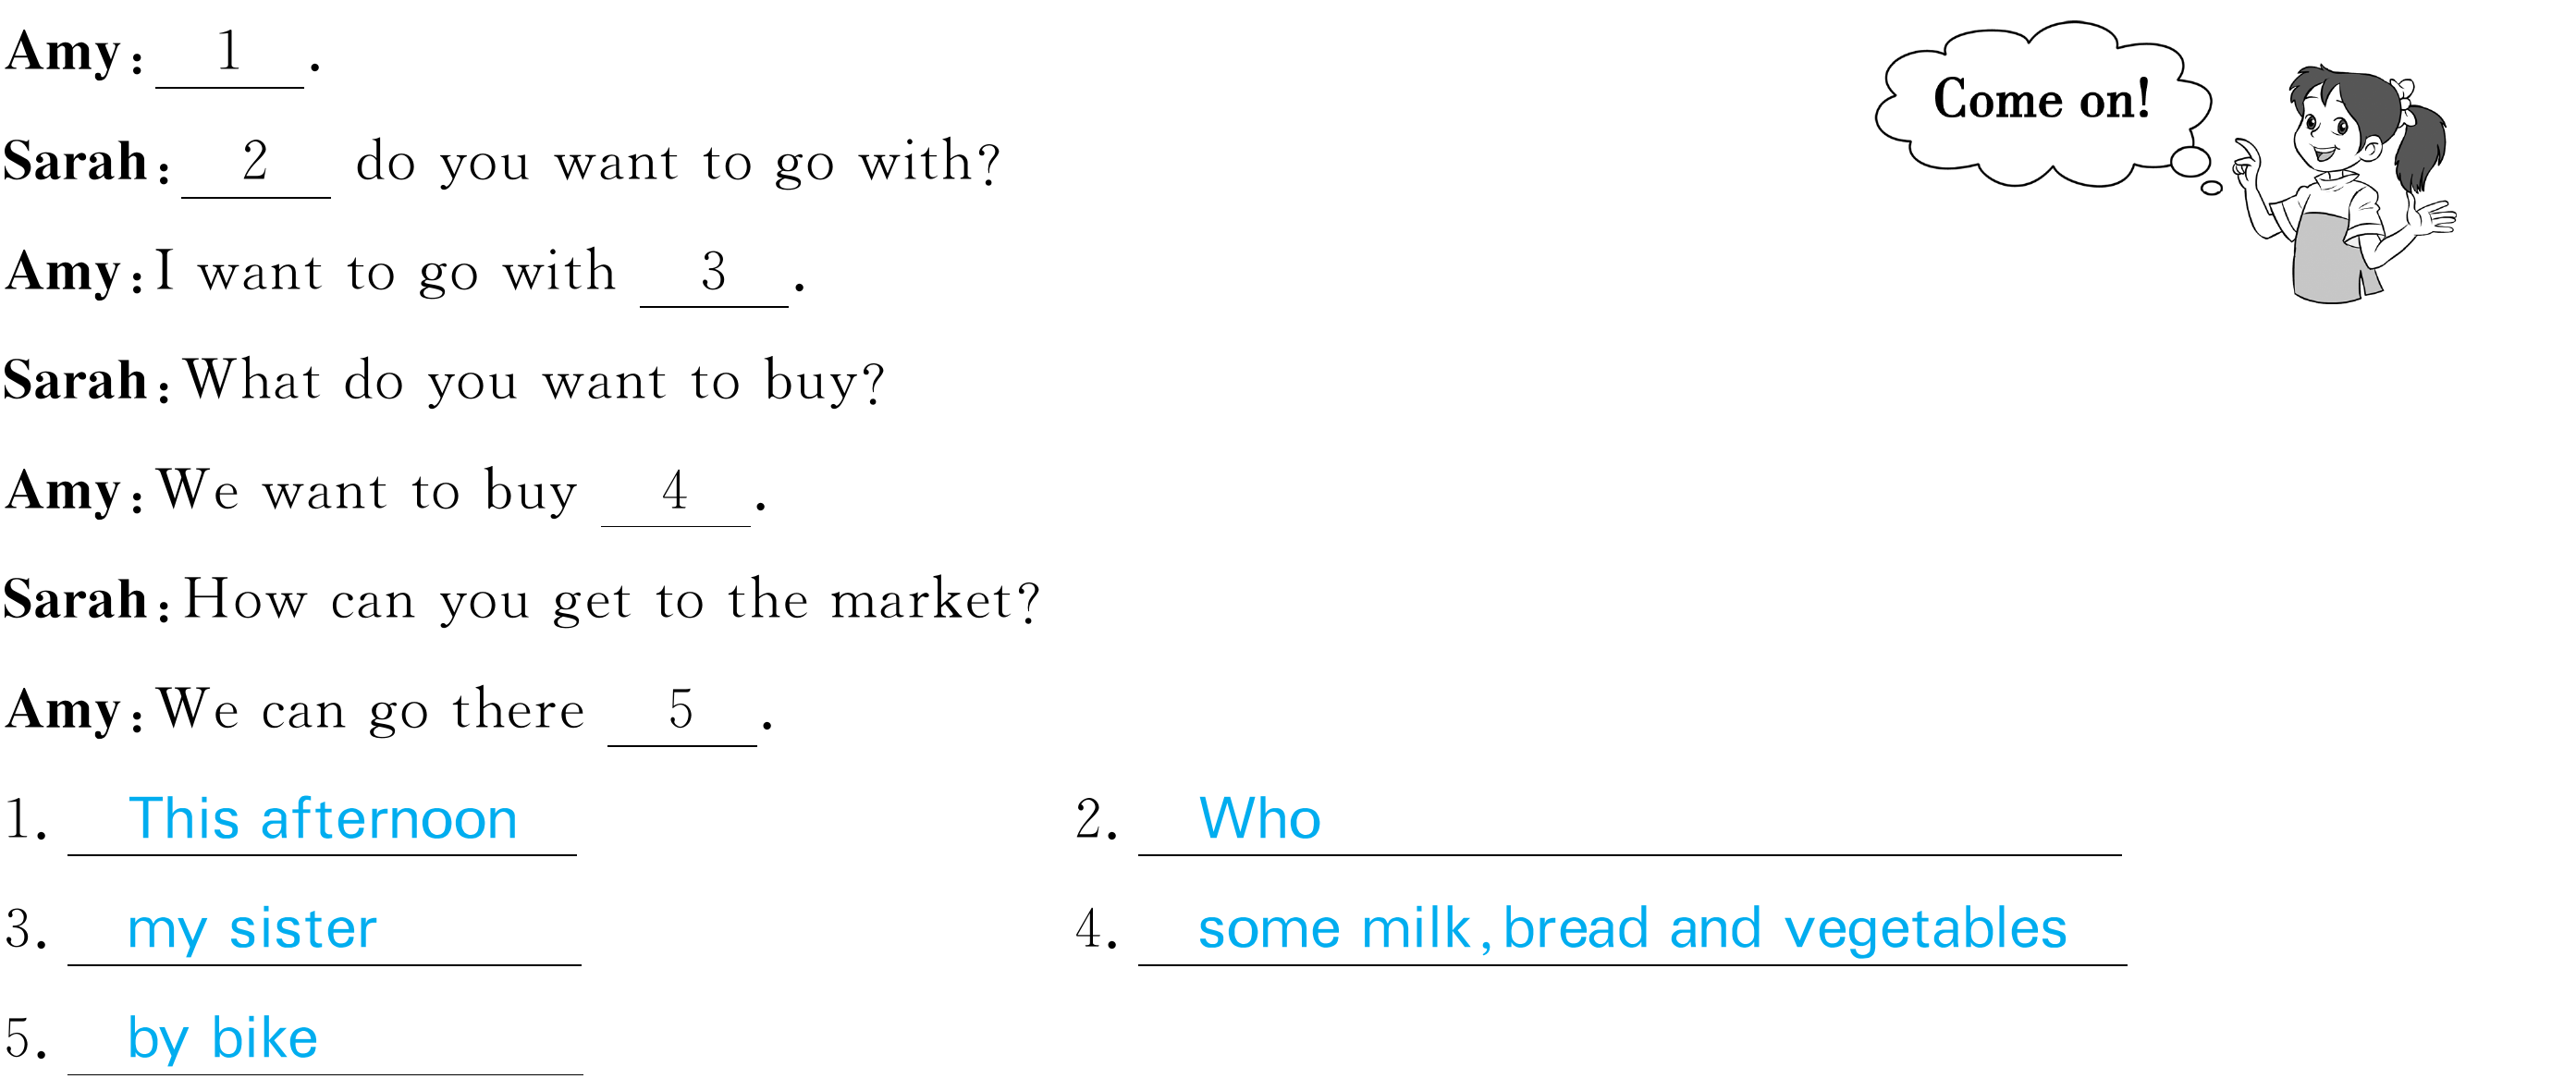 Amy: 1 .
Come on!
Sarah: 2 do you want to go with?
Amy: I want to go with 3 .
Sarah: What do you want to buy?
Amy: We want to buy 4 .
Sarah: How can you get to the market?
Amy: We can go there 5 .
1. This afternoon
2. Who
3. my sister
4. some milk, bread and vegetables
5. by bike